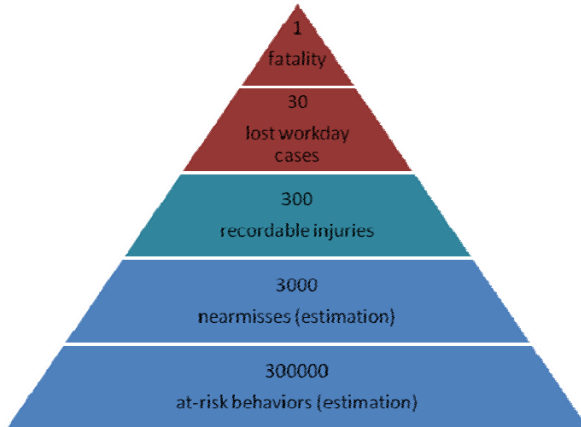 1
fatality
30
lost workday
cases
300
recordable injuries
3000
nearmisses (estimation)
300000
at-risk behaviors (estimation)